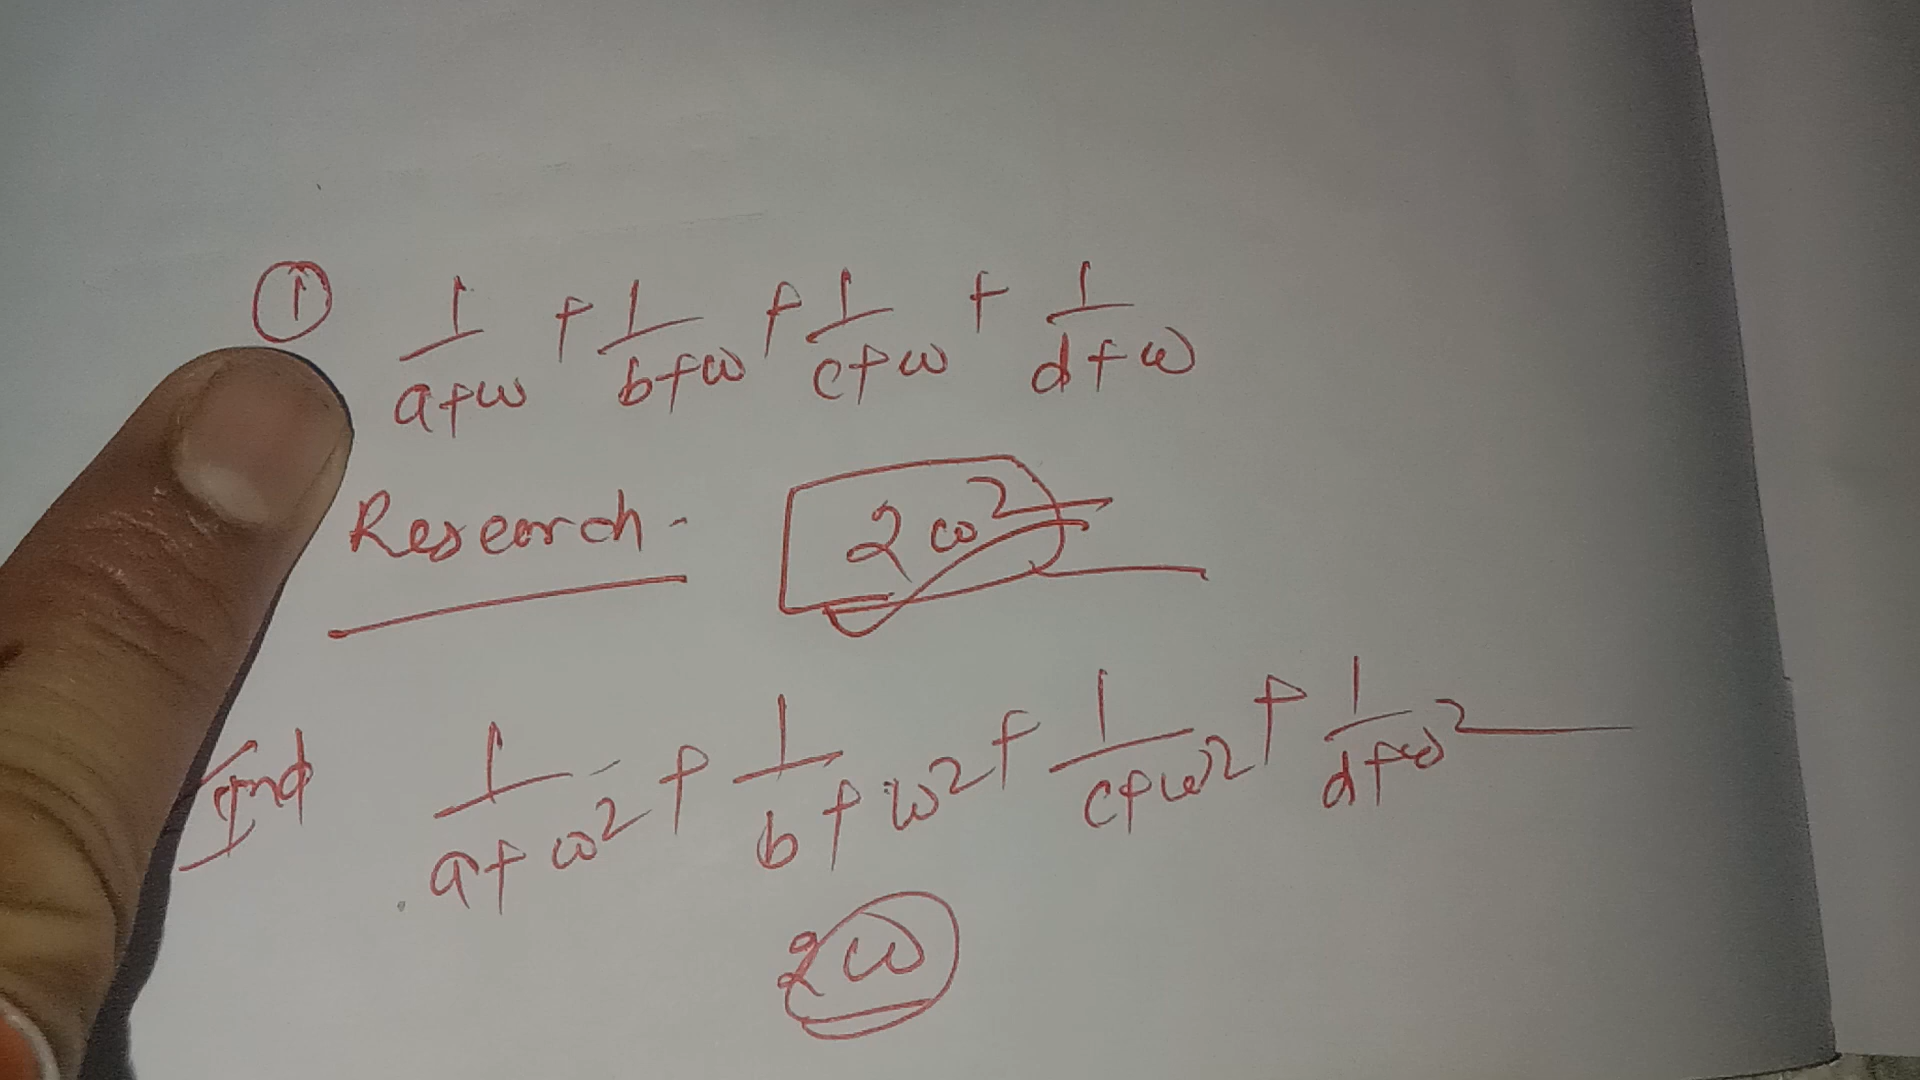 ① 1/(a+ω) + 1/(b+ω) + 1/(c+ω) + 1/(d+ω)
Research - 2ω²
Find 1/(a+ω²) + 1/(b+ω²) + 1/(c+ω²) + 1/(d+ω²)
2ω